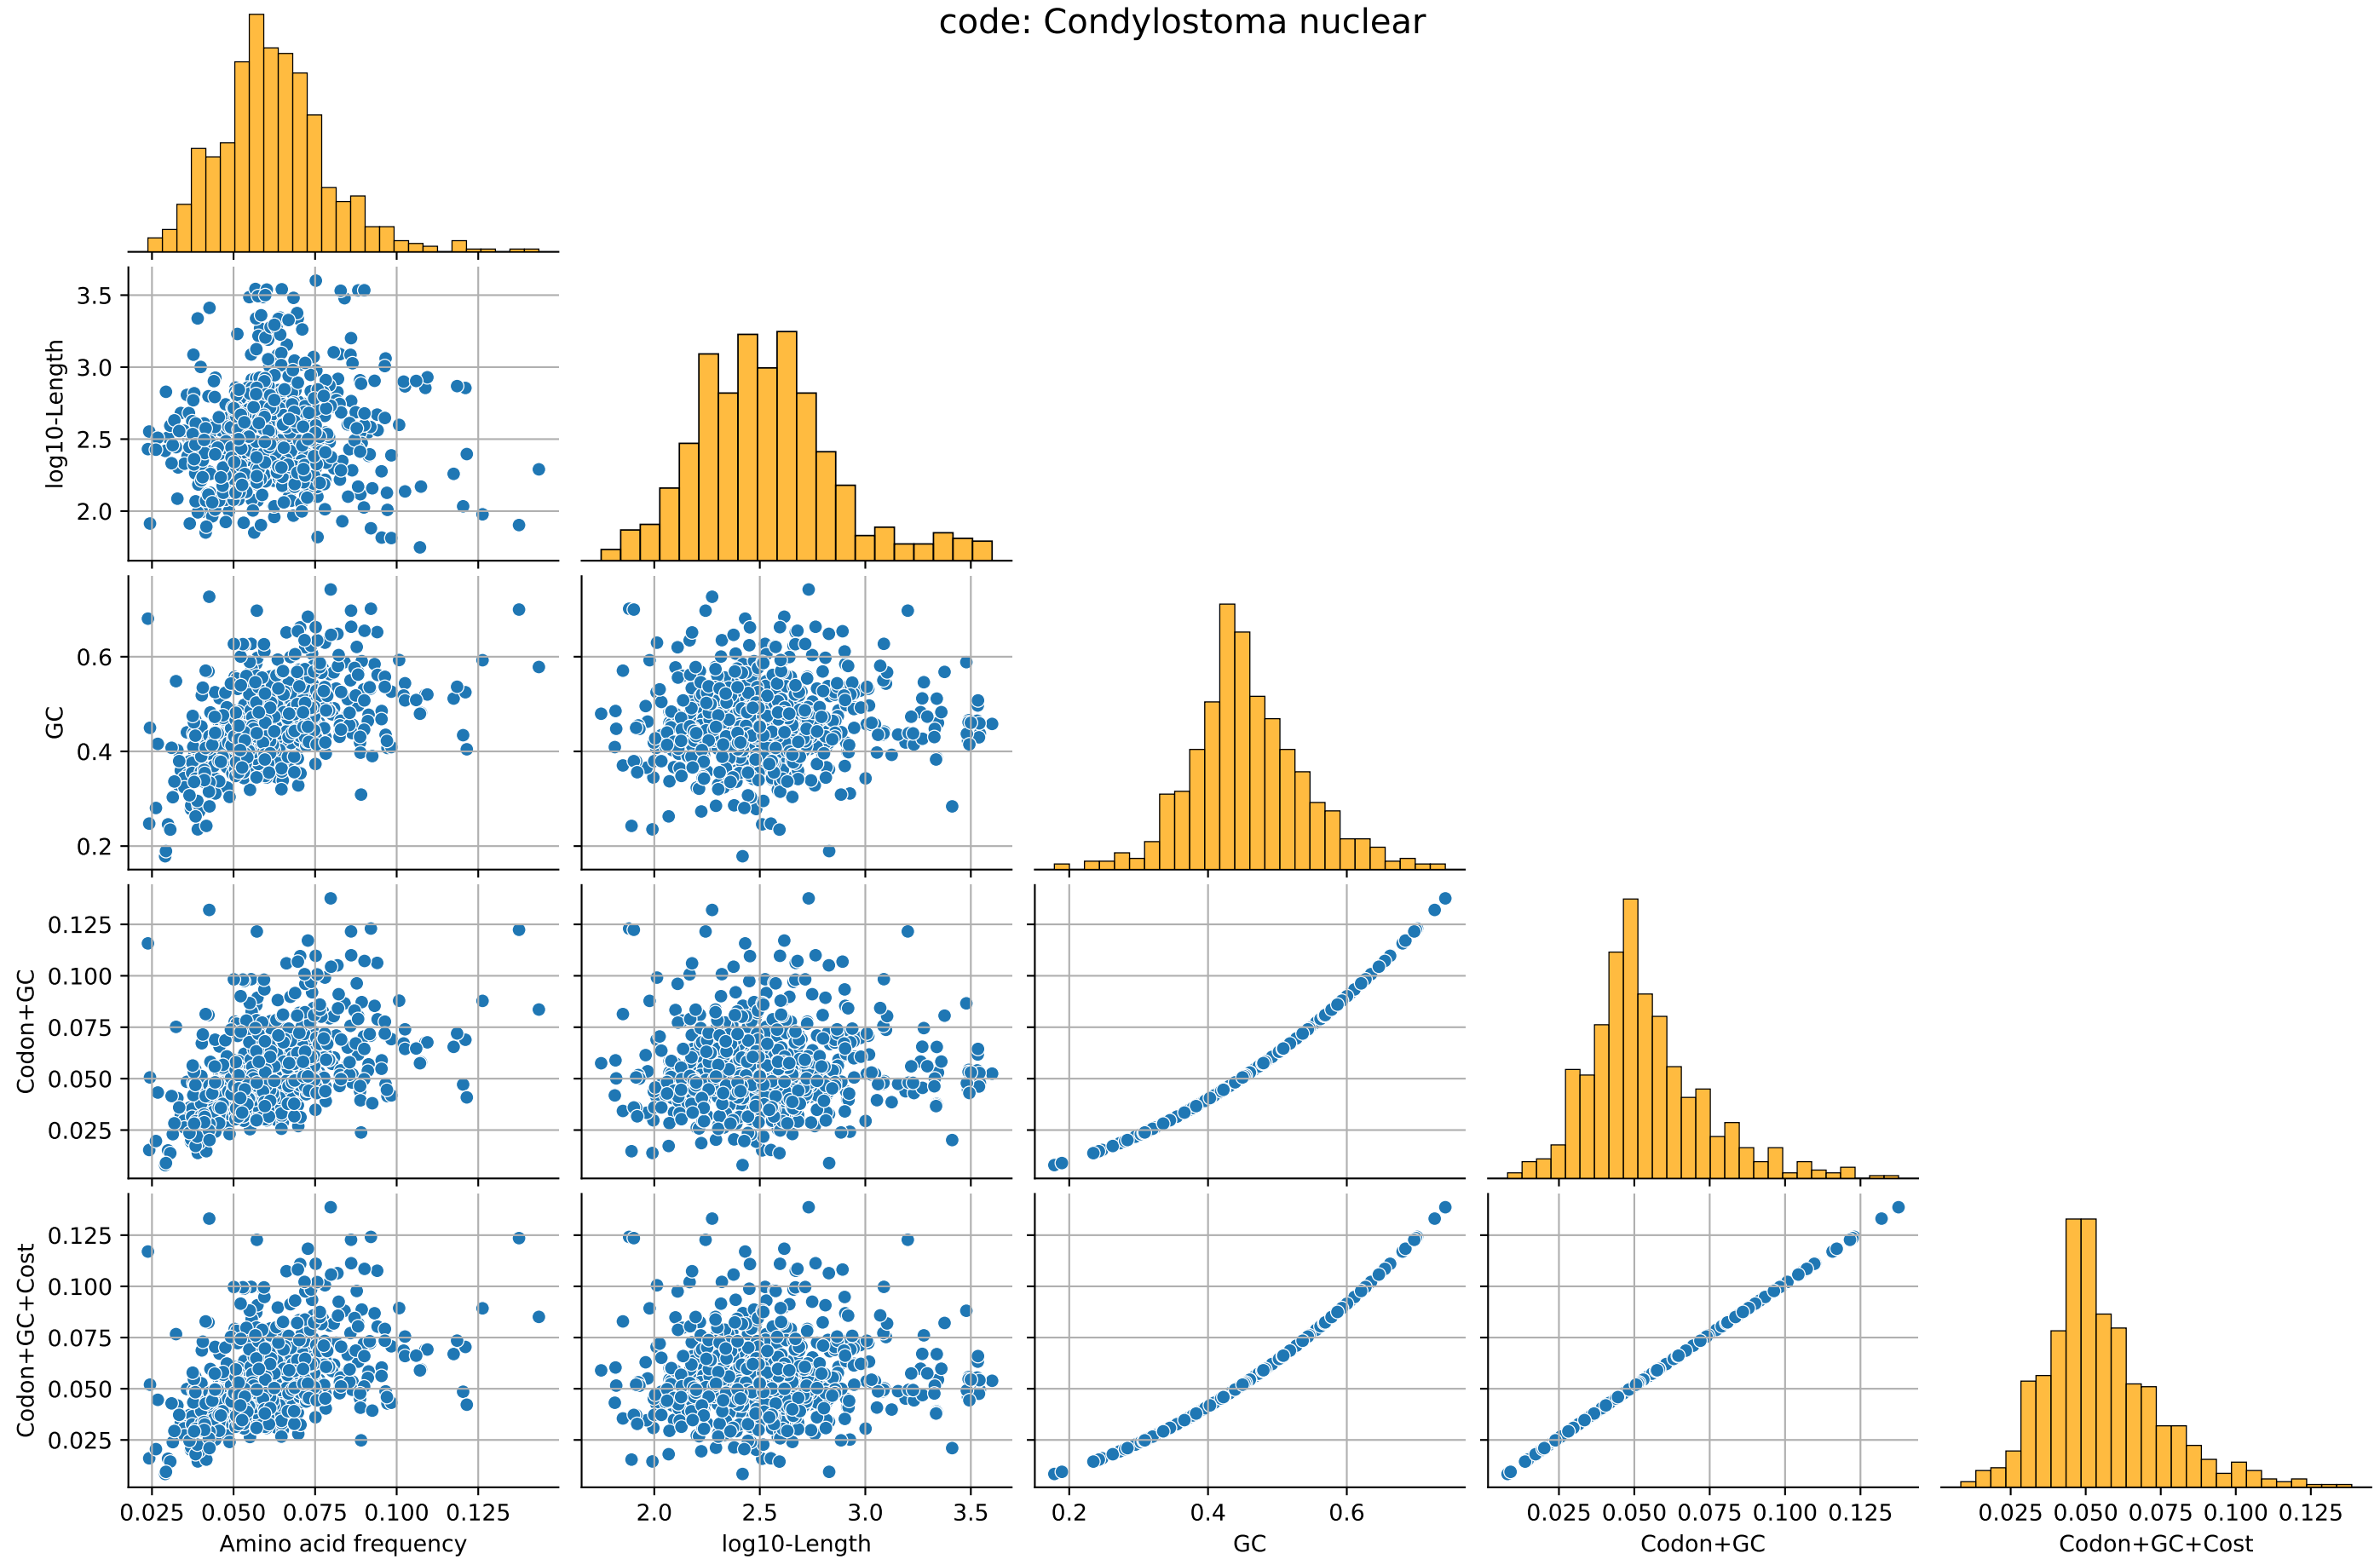 code: Condylostoma nuclear
3.5
3.0
2.5
2.0
log10-Length
0.6
0.4
0.2
GC
0.125
0.100
0.075
0.050
0.025
Codon+GC
0.125
0.100
0.075
0.050
0.025
Codon+GC+Cost
0.025 0.050 0.075 0.100 0.125
Amino acid frequency
2.0 2.5 3.0 3.5
log10-Length
0.2 0.4 0.6
GC
0.025 0.050 0.075 0.100 0.125
Codon+GC
0.025 0.050 0.075 0.100 0.125
Codon+GC+Cost